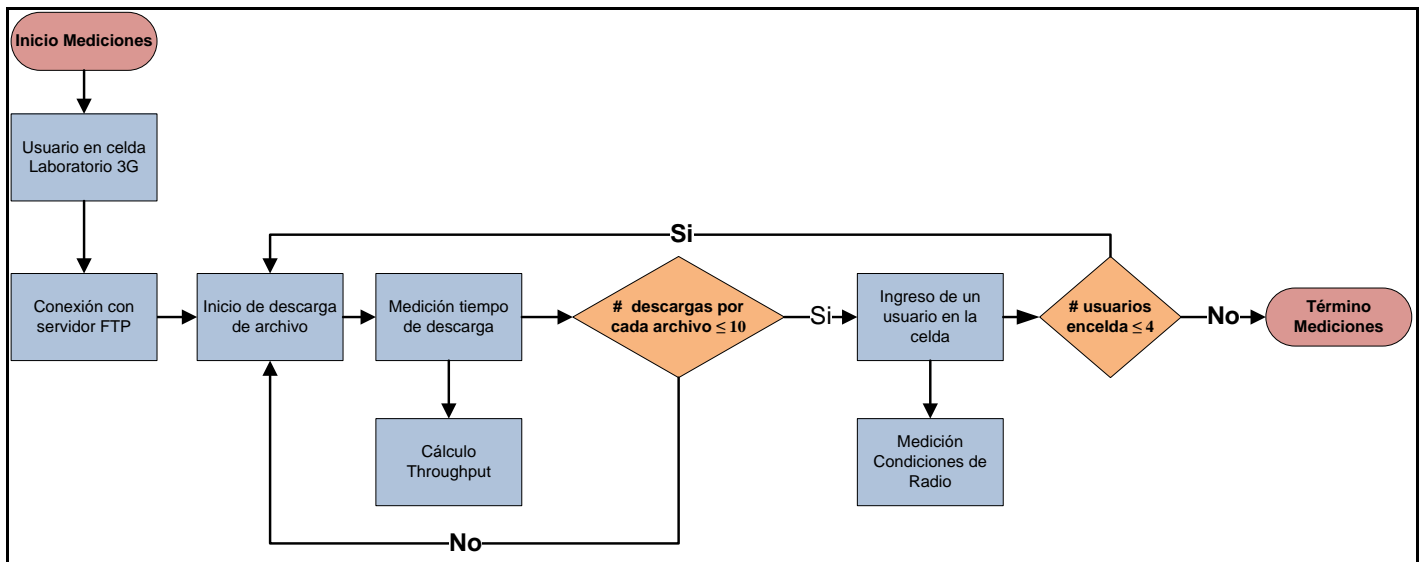 Inicio Mediciones
Usuario en celda
Laboratorio 3G
Conexión con
servidor FTP
Inicio de descarga
de archivo
Medición tiempo
de descarga
Cálculo
Throughput
# descargas por
cada archivo ≤ 10
Si
No
Ingreso de un
usuario en la
celda
Medición
Condiciones de
Radio
# usuarios
encelda ≤ 4
Si
No
Término
Mediciones